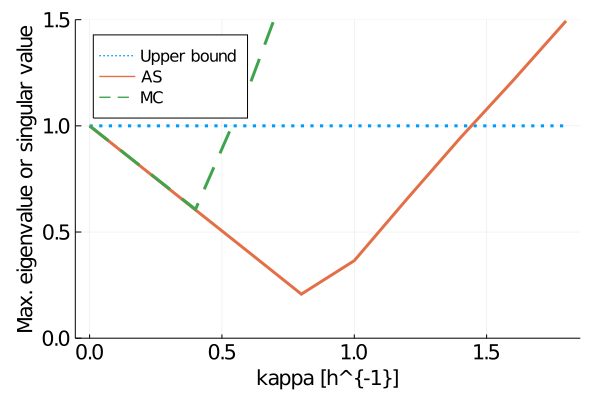 Max. eigenvalue or singular value
1.5
1.0
0.5
0.0
Upper bound
AS
MC
0.0 0.5 1.0 1.5
kappa [h^{-1}]